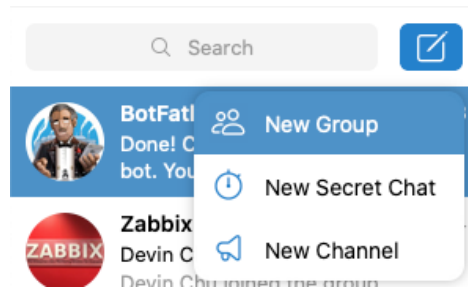 Search
BotFatl
New Group
Done! C
bot. You
New Secret Chat
Zabbix
ZABBIX
Devin C
New Channel
Devin Chu joined the group